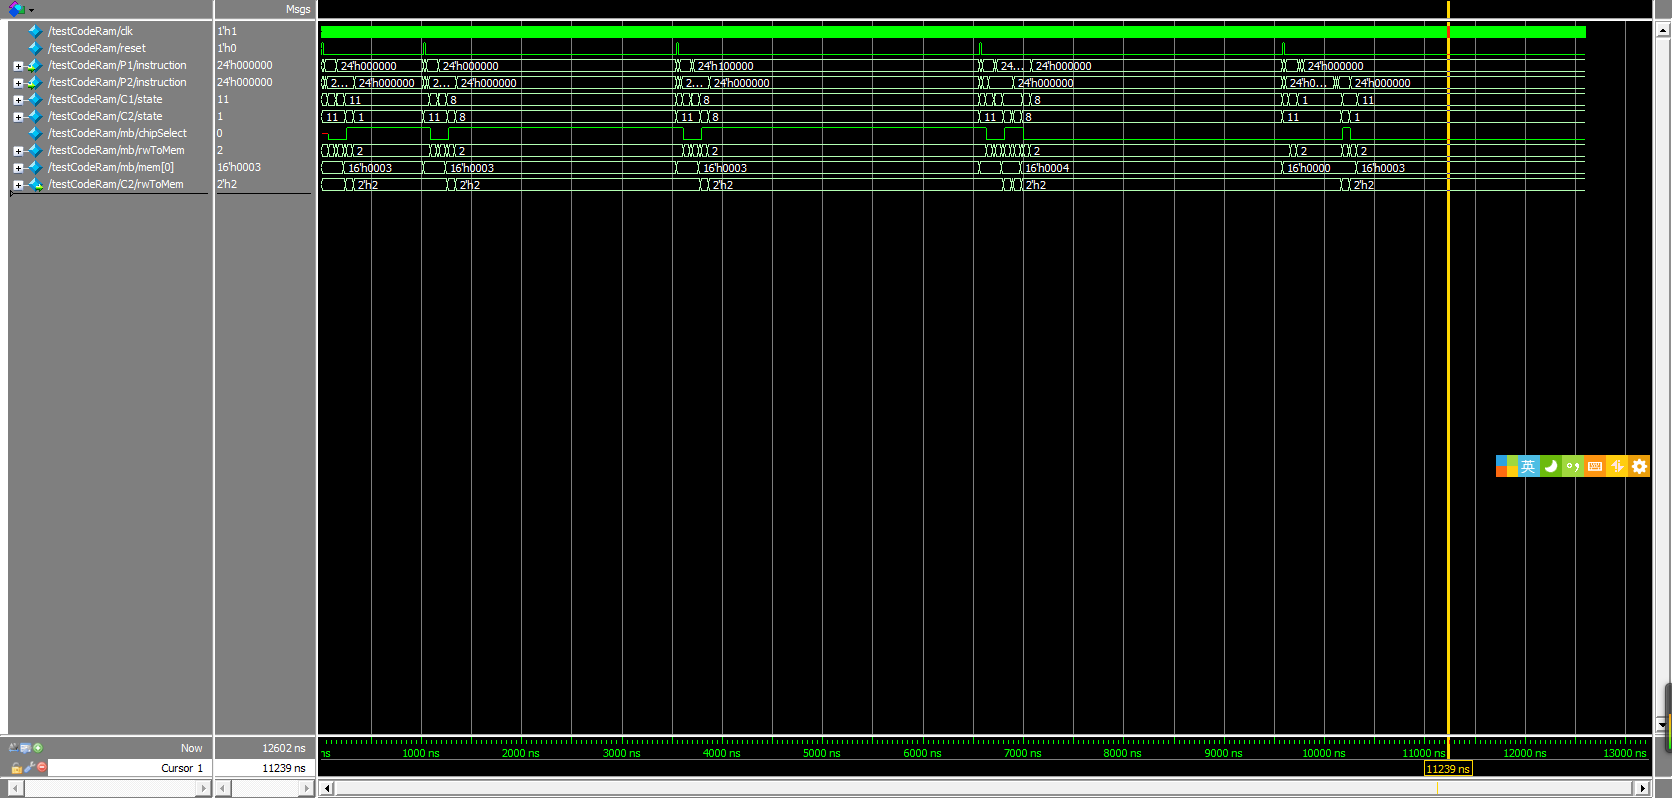 Msgs
/testCodeRam/clk 1'h1
/testCodeRam/reset 1'h0
/testCodeRam/P1/instruction 24'h000000 24'h000000 24'h000000 24'h100000 24... 24'h000000 24'h000000
/testCodeRam/P2/instruction 24'h000000 2... 24'h000000 2... 24'h000000 2... 24'h000000 24'h000000 24'h0... 24'h000000
/testCodeRam/C1/state 11 11 8 8 8 1 11
/testCodeRam/C2/state 1 11 1 11 8 11 8 11 8 11 1
/testCodeRam/mb/chipSelect 0
/testCodeRam/mb/rwToMem 2 2 2 2 2 2 2
/testCodeRam/mb/mem[0] 16'h0003 16'h0003 16'h0003 16'h0003 16'h0004 16'h0000 16'h0003
/testCodeRam/C2/rwToMem 2'h2 2'h2 2'h2 2'h2 2'h2 2'h2
英
Now 12602 ns ns 1000 ns 2000 ns 3000 ns 4000 ns 5000 ns 6000 ns 7000 ns 8000 ns 9000 ns 10000 ns 11000 ns 12000 ns 13000 ns
Cursor 1 11239 ns 11239 ns